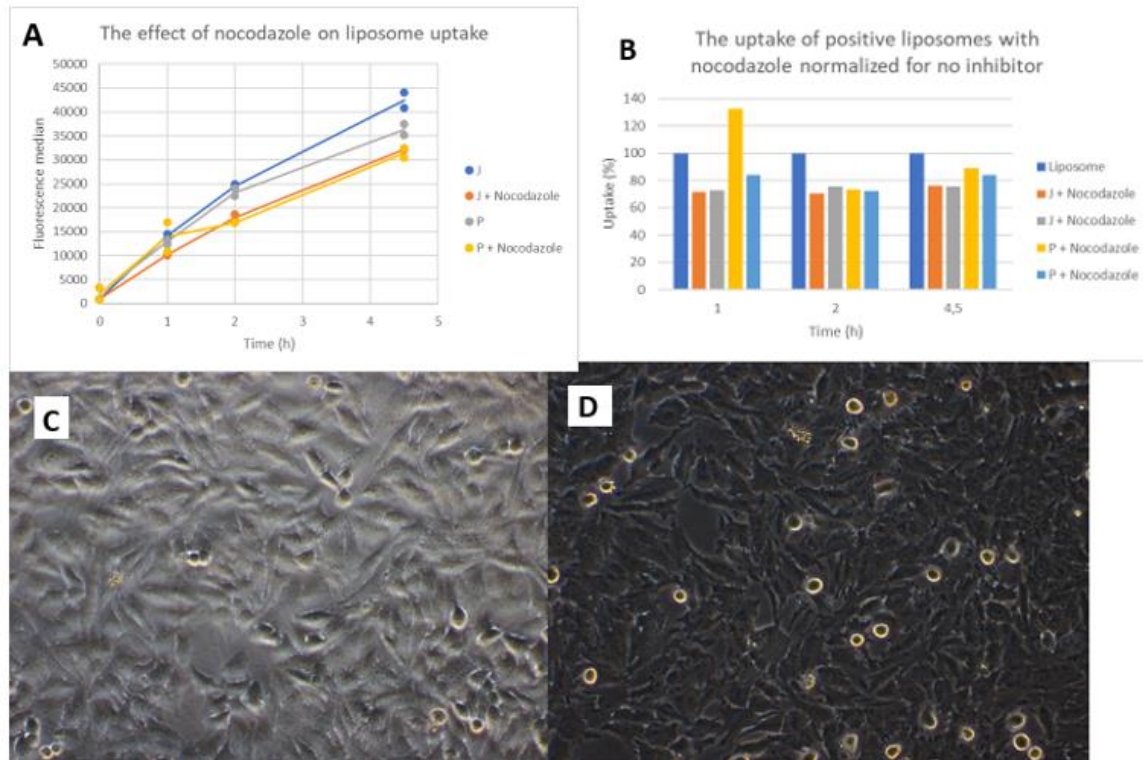 A
The effect of nocodazole on liposome uptake
50000
45000
40000
35000
30000
25000
20000
15000
10000
5000
0
Fluorescence median
0 1 2 3 4 5
Time (h)
J
J + Nocodazole
P
P + Nocodazole
B
The uptake of positive liposomes with
nocodazole normalized for no inhibitor
140
120
100
80
60
40
20
0
Uptake (%)
1 2 4,5
Time (h)
Liposome
J + Nocodazole
J + Nocodazole
P + Nocodazole
P + Nocodazole
C
D